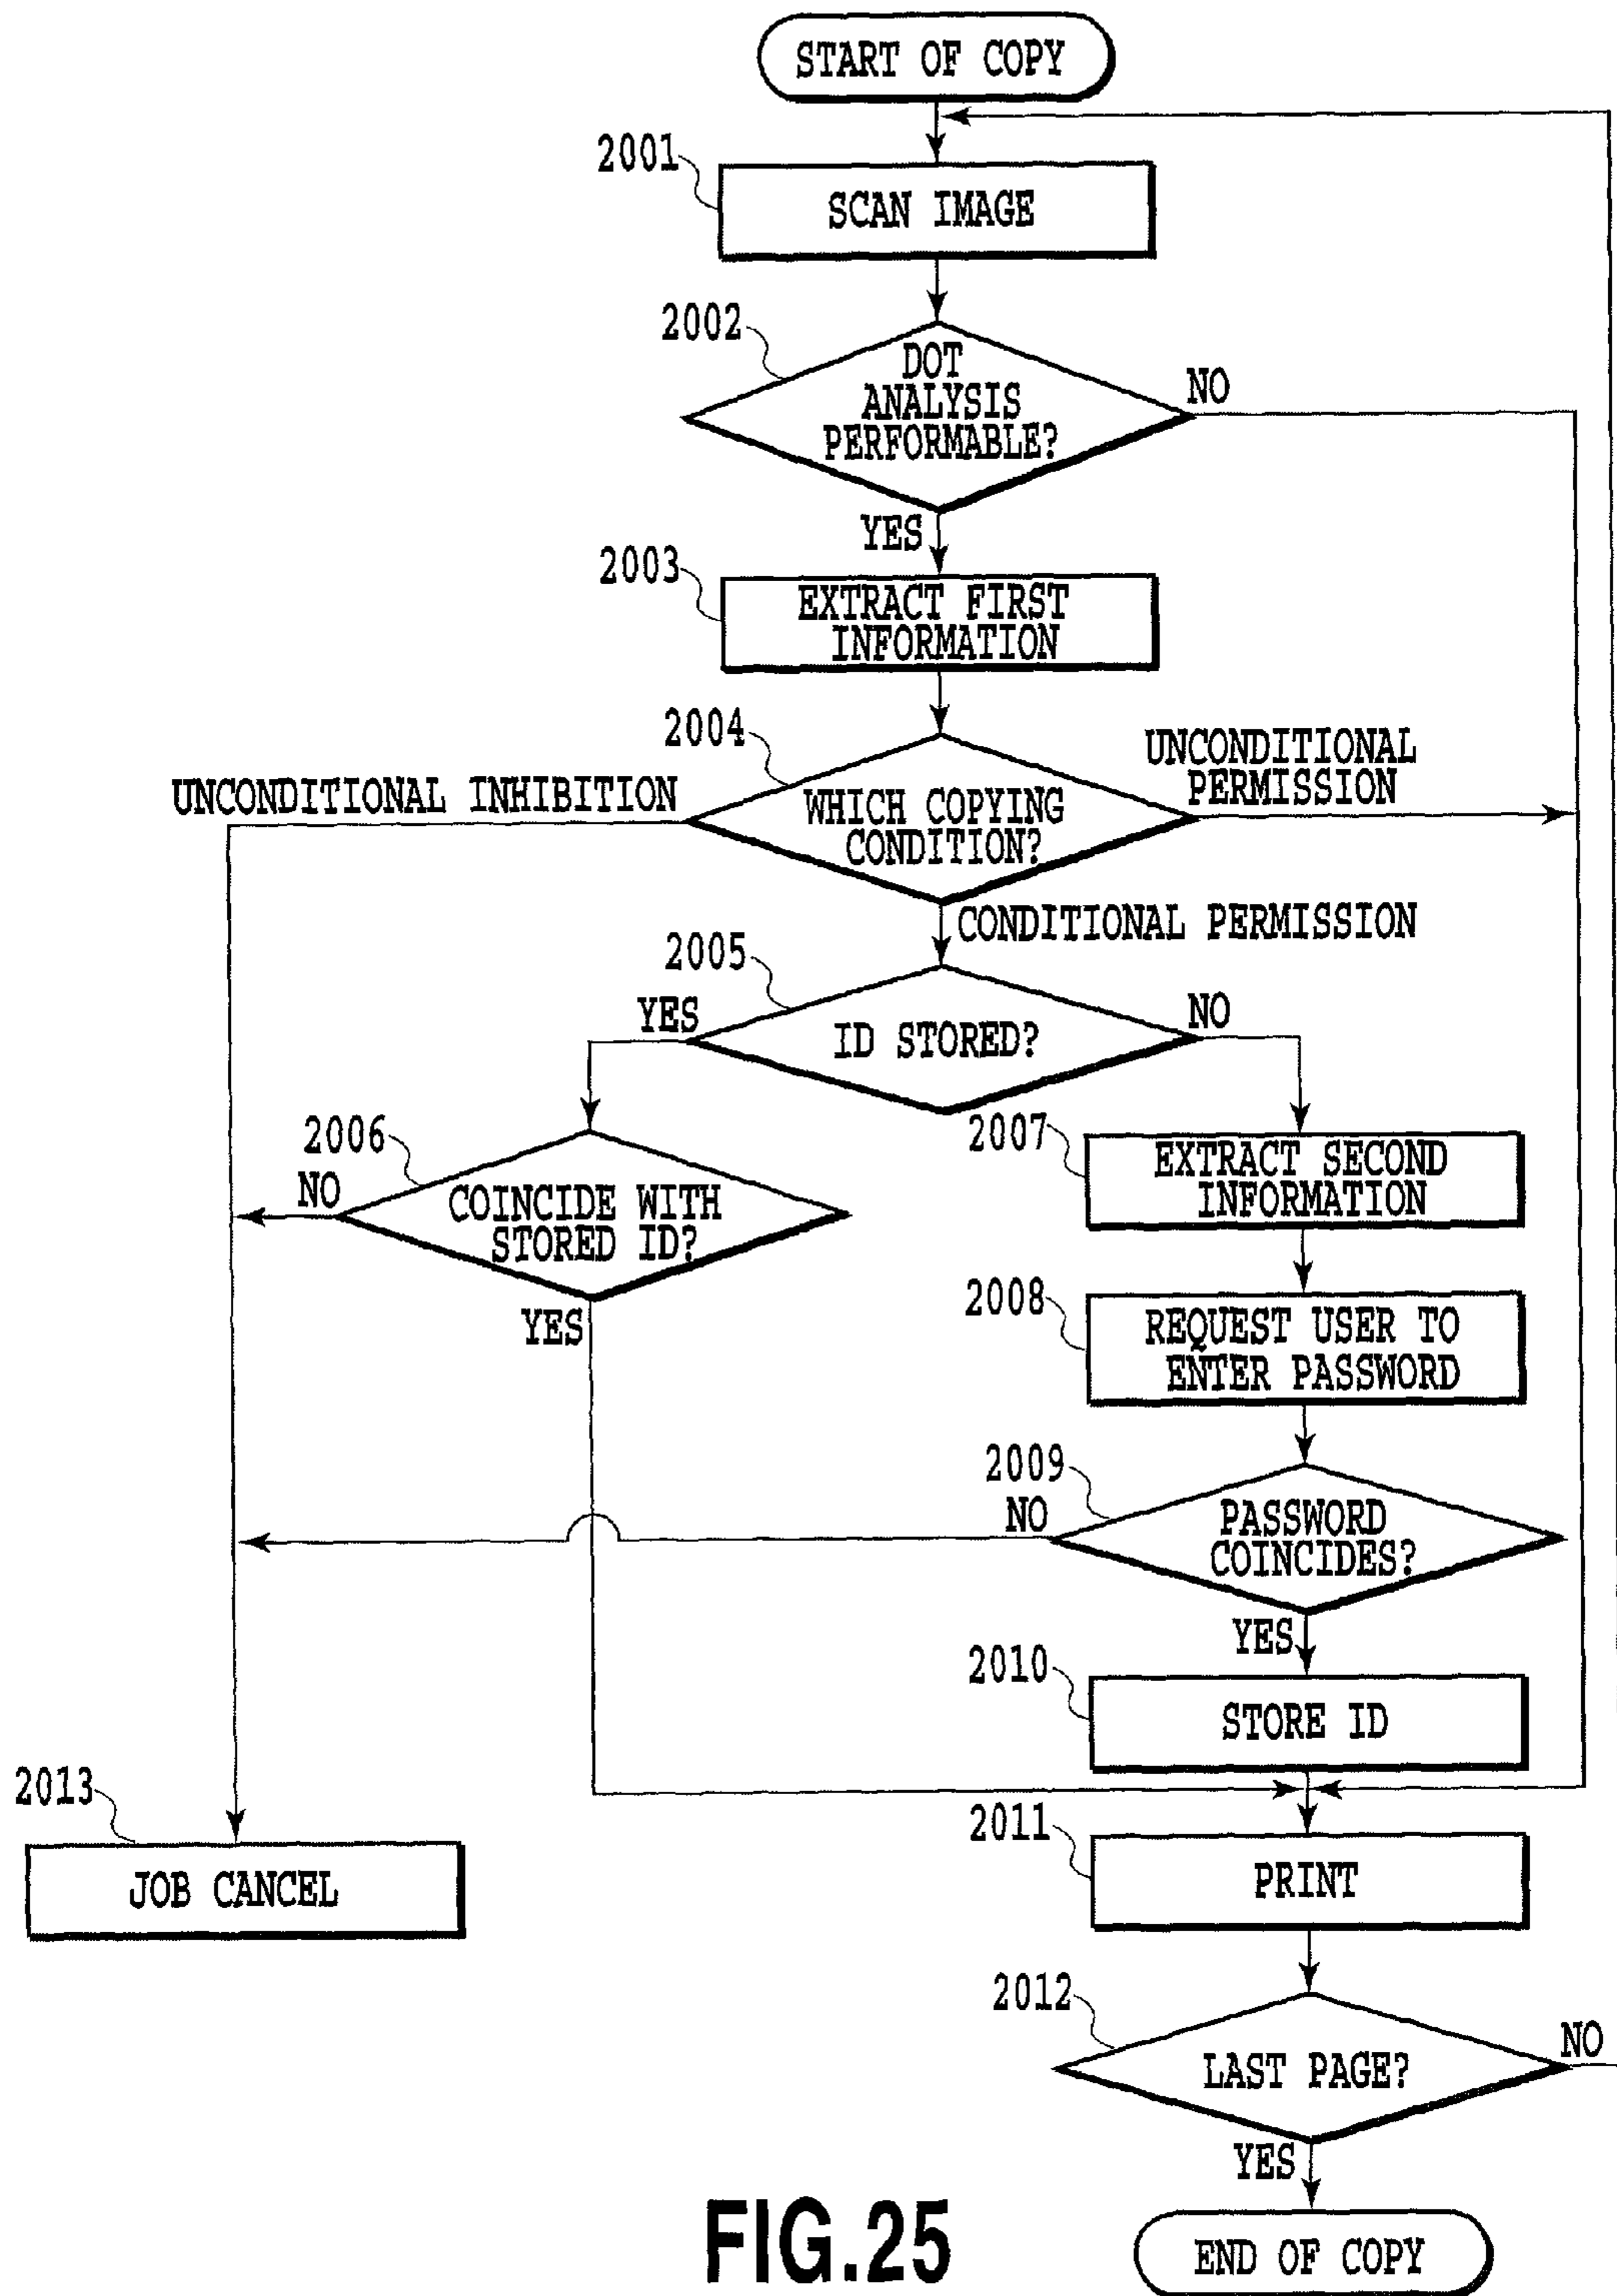 START OF COPY
2001
SCAN IMAGE
2002
DOT
ANALYSIS
PERFORMABLE?
NO
YES
2003
EXTRACT FIRST
INFORMATION
2004
UNCONDITIONAL INHIBITION
WHICH COPYING
CONDITION?
UNCONDITIONAL
PERMISSION
CONDITIONAL PERMISSION
2005
YES
ID STORED?
NO
2006
NO
COINCIDE WITH
STORED ID?
YES
2007
EXTRACT SECOND
INFORMATION
2008
REQUEST USER TO
ENTER PASSWORD
2009
NO
PASSWORD
COINCIDES?
YES
2010
STORE ID
2013
JOB CANCEL
2011
PRINT
2012
LAST PAGE?
NO
YES
END OF COPY
FIG.25